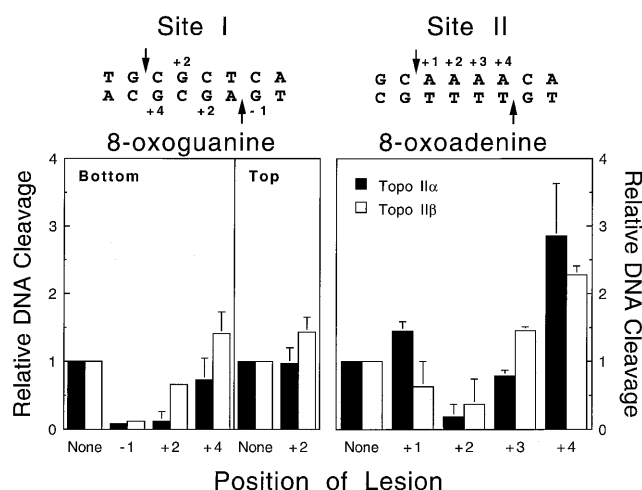 Site I Site II
+2 +1 +2 +3 +4
T G C G C T C A G C A A A A C A
A C G C G A G T C G T T T T G T
+4 +2 -1
8-oxoguanine 8-oxoadenine
Bottom Top
Topo IIα
Topo IIβ
Relative DNA Cleavage
4
3
2
1
0
4
3
2
1
0
Relative DNA Cleavage
None -1 +2 +4 None +2 None +1 +2 +3 +4
Position of Lesion